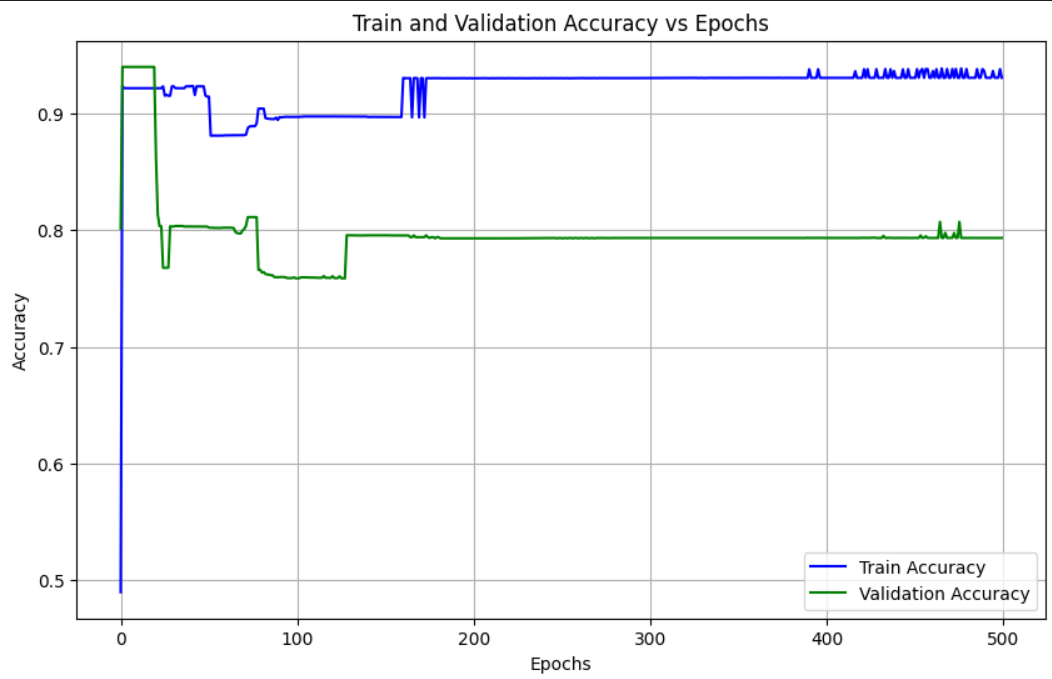 Train and Validation Accuracy vs Epochs
Accuracy
0.9
0.8
0.7
0.6
0.5
0
100
200
300
400
500
Epochs
Train Accuracy
Validation Accuracy